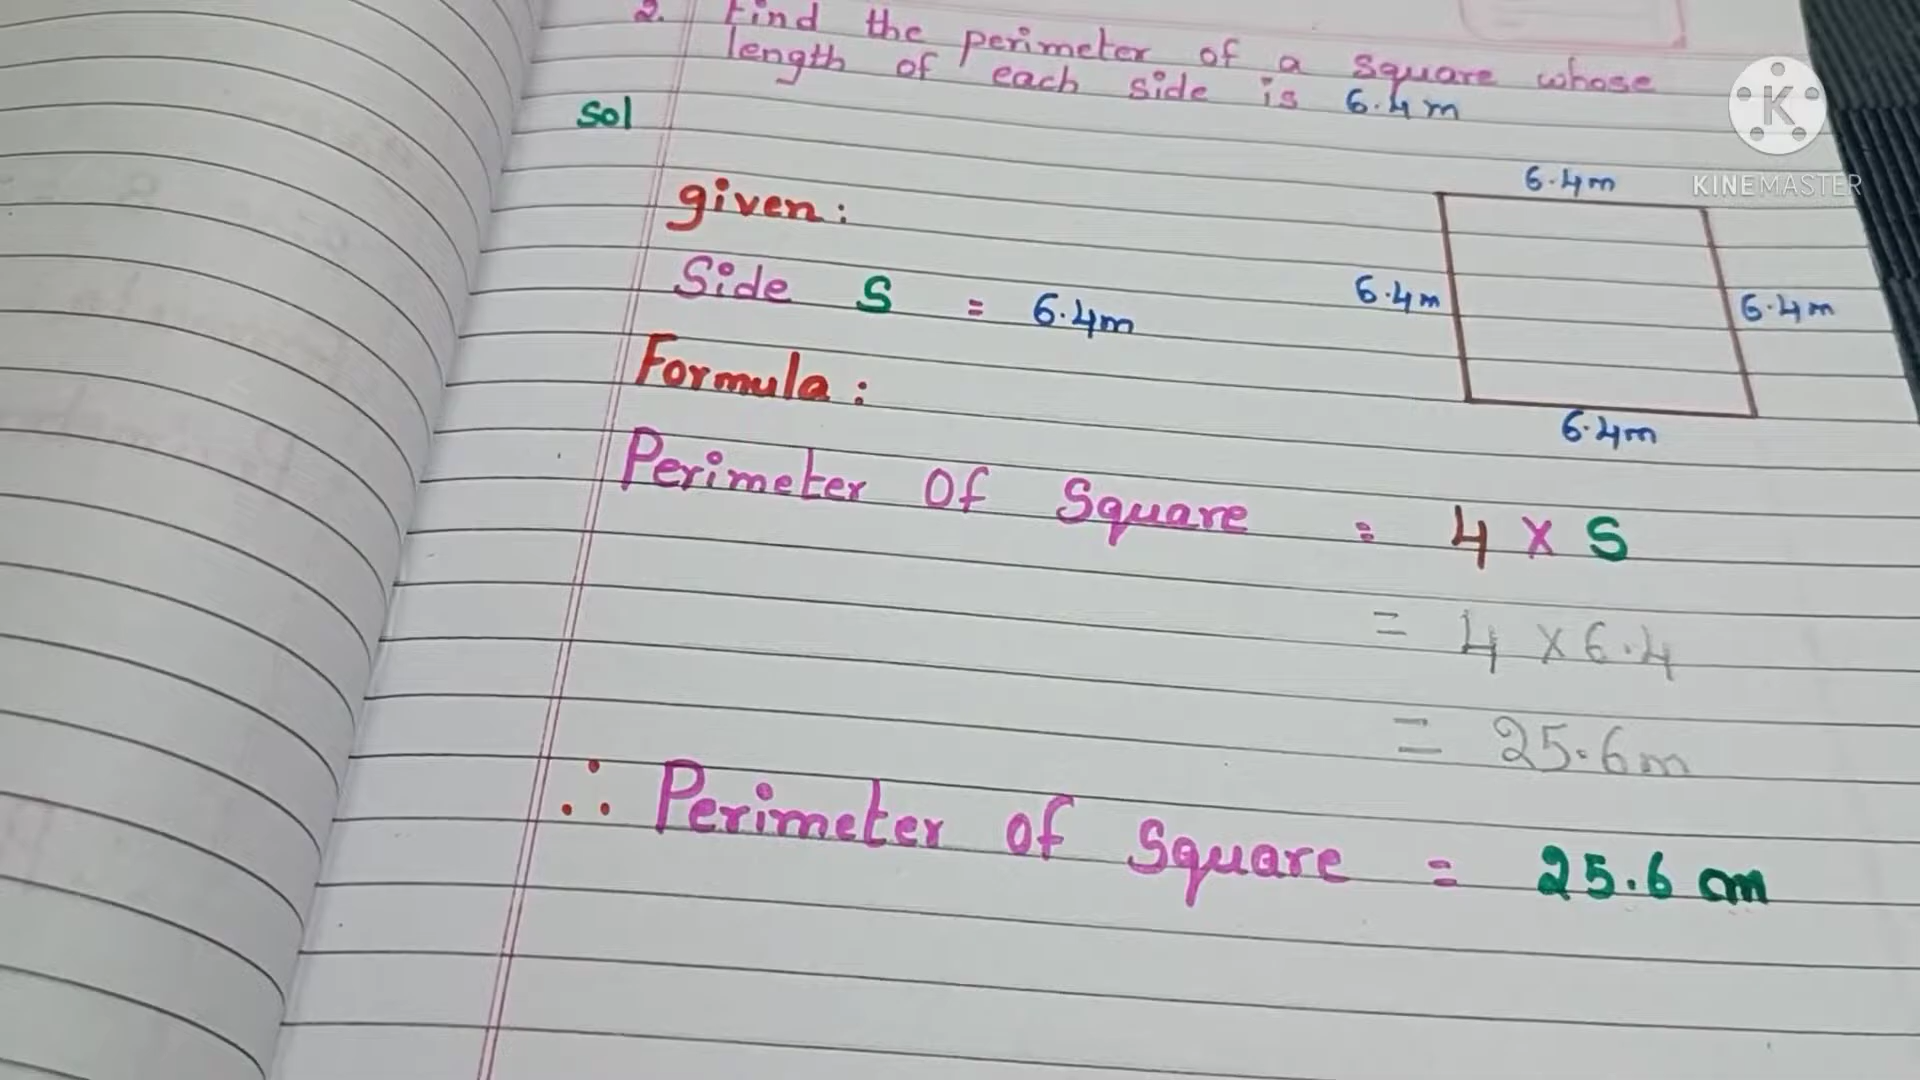 2. Find the perimeter of a square whose
length of each side is 6.4m
Sol
6.4m
KINEMASTER
given:
Side S = 6.4m
6.4m
6.4m
Formula:
6.4m
Perimeter Of Square = 4 x S
= 4 x 6.4
= 25.6m
∴ Perimeter of Square = 25.6 cm